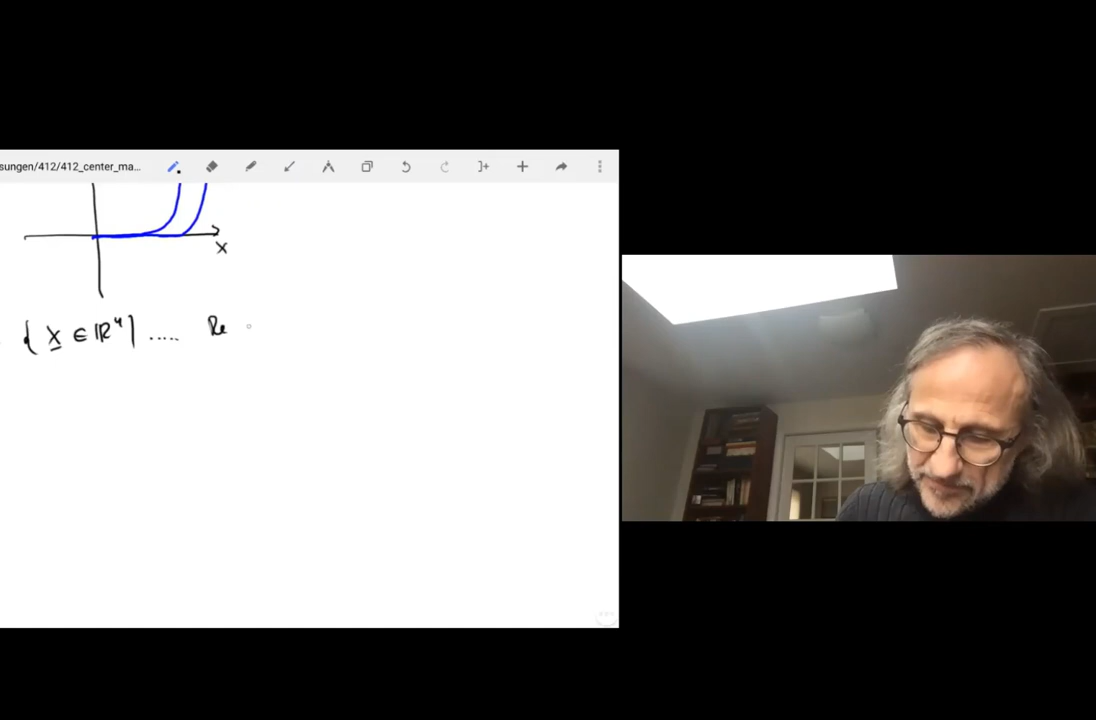 sungen/412/412_center_ma...
x
{ x ∈ ℝ⁴ } ..... Re